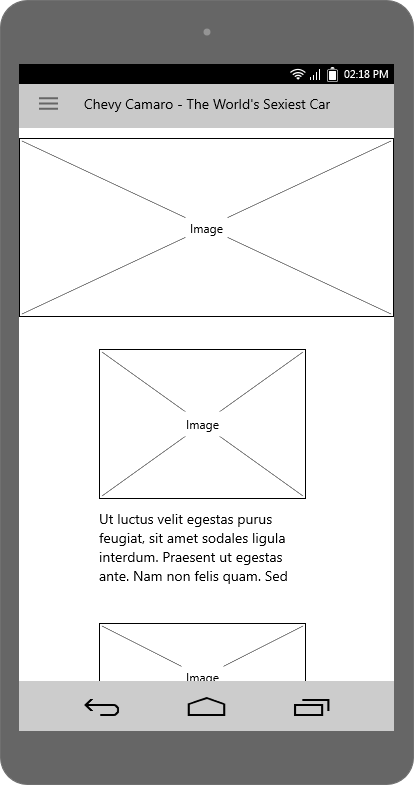 02:18 PM
Chevy Camaro - The World's Sexiest Car
Image
Image
Ut luctus velit egestas purus
feugiat, sit amet sodales ligula
interdum. Praesent ut egestas
ante. Nam non felis quam. Sed
Image